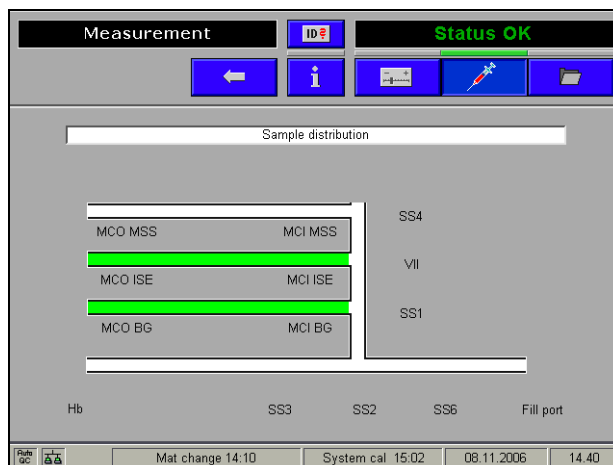 Measurement
ID
Status OK
i
Sample distribution
SS4
MCO MSS MCI MSS
VII
MCO ISE MCI ISE
SS1
MCO BG MCI BG
Hb SS3 SS2 SS6 Fill port
Auto
QC
Mat change 14:10 System cal 15:02 08.11.2006 14.40